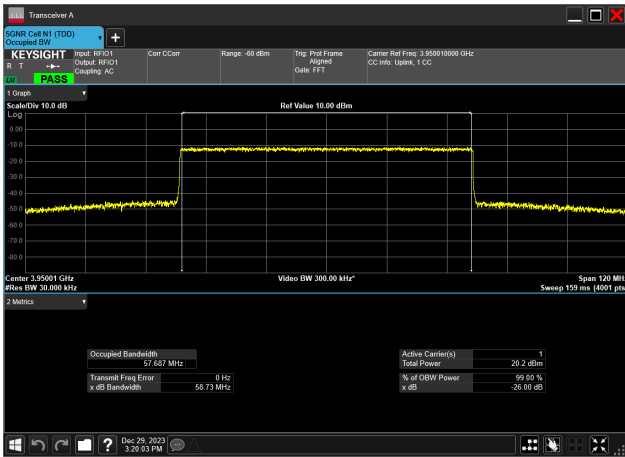 Transceiver A
5GNR Cell N1 (TDD)
Occupied BW
KEYSIGHT
R T
LNI
PASS
Input: RFIO1
Output: RFIO1
Coupling: AC
Corr CCorr
Range: -60 dBm
Trig: Prot Frame
Aligned
Gate: FFT
Carrier Ref Freq: 3.950010000 GHz
CC Info: Uplink, 1 CC
1 Graph
Scale/Div 10.0 dB
Ref Value 10.00 dBm
Log
0.00
-10.0
-20.0
-30.0
-40.0
-50.0
-60.0
-70.0
-80.0
Center 3.95001 GHz
Video BW 300.00 kHz*
Span 120 MH
#Res BW 30.000 kHz
Sweep 159 ms (4001 pts
2 Metrics
Occupied Bandwidth
57.687 MHz
Transmit Freq Error 0 Hz
x dB Bandwidth 58.73 MHz
Active Carrier(s) 1
Total Power 20.2 dBm
% of OBW Power 99.00 %
x dB -26.00 dB
Dec 29, 2023
3:20:03 PM